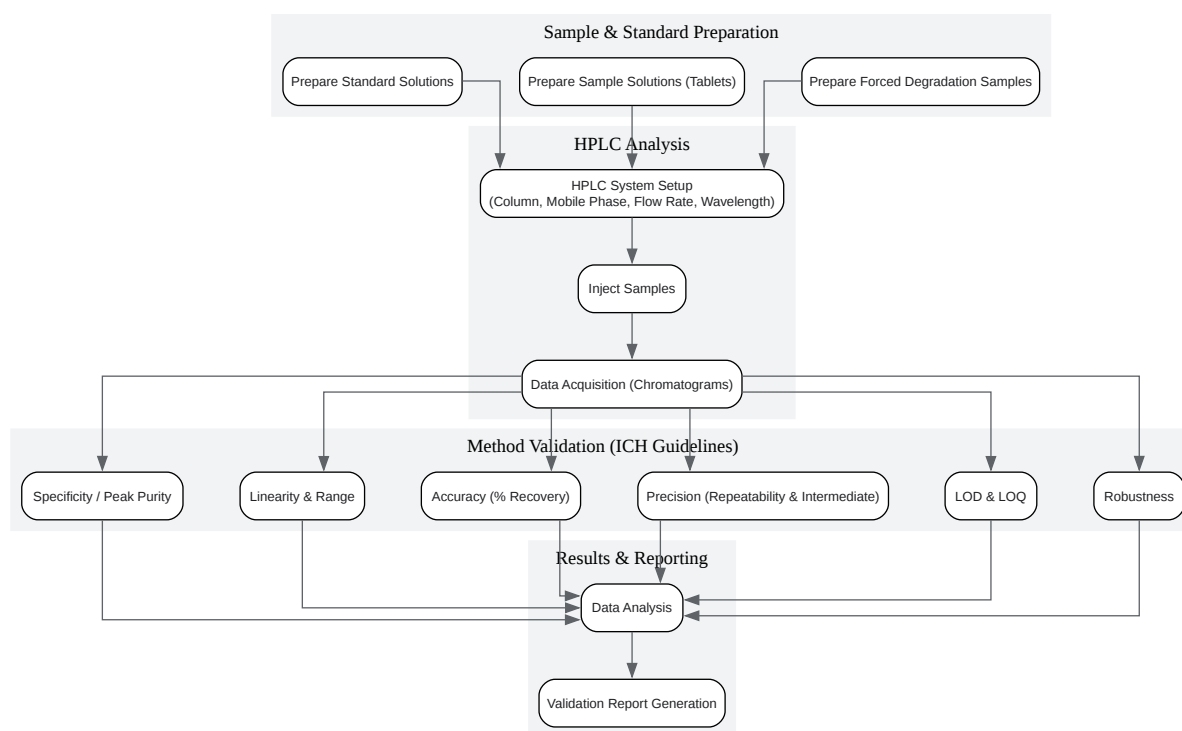 Sample & Standard Preparation
Prepare Standard Solutions
Prepare Sample Solutions (Tablets)
Prepare Forced Degradation Samples
HPLC Analysis
HPLC System Setup
(Column, Mobile Phase, Flow Rate, Wavelength)
Inject Samples
Data Acquisition (Chromatograms)
Method Validation (ICH Guidelines)
Specificity / Peak Purity
Linearity & Range
Accuracy (% Recovery)
Precision (Repeatability & Intermediate)
LOD & LOQ
Robustness
Results & Reporting
Data Analysis
Validation Report Generation